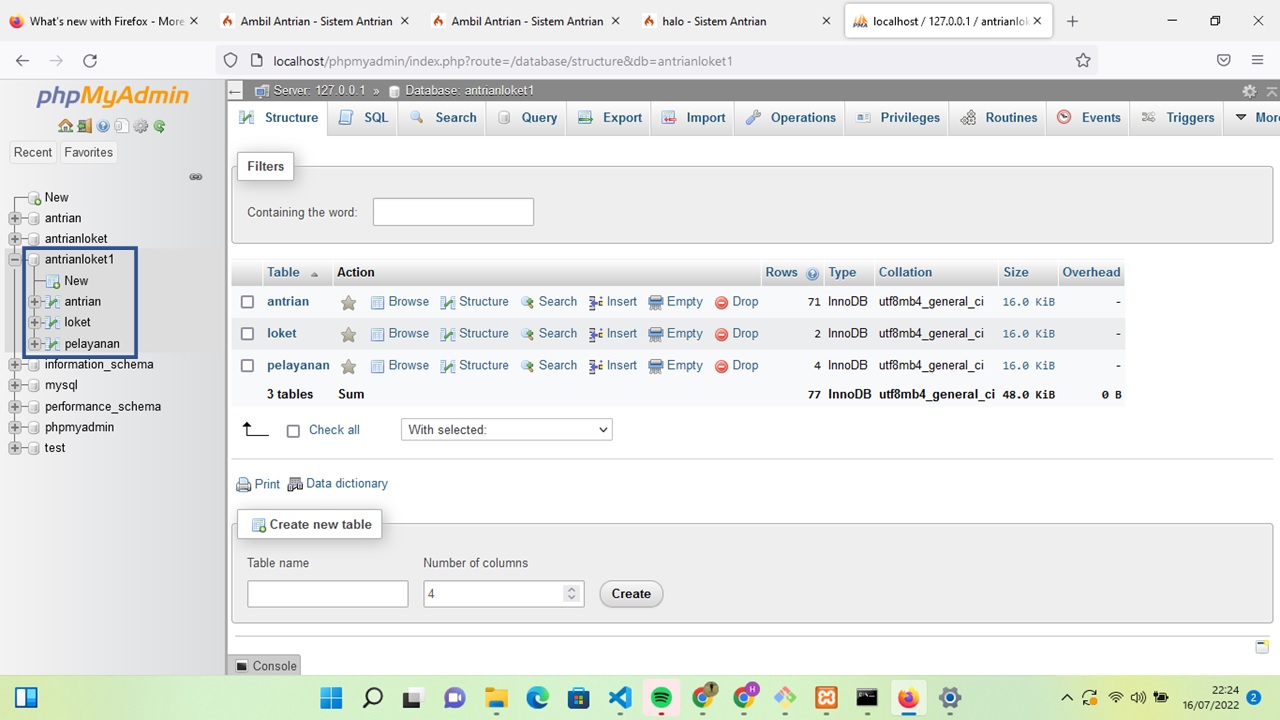 What's new with Firefox - More
Ambil Antrian - Sistem Antrian
Ambil Antrian - Sistem Antrian
halo - Sistem Antrian
localhost / 127.0.0.1 / antrianlok
localhost/phpmyadmin/index.php?route=/database/structure&db=antrianloket1
phpMyAdmin
Recent Favorites
New
antrian
antrianloket
antrianloket1
New
antrian
loket
pelayanan
information_schema
mysql
performance_schema
phpmyadmin
test
Server: 127.0.0.1 » Database: antrianloket1
Structure SQL Search Query Export Import Operations Privileges Routines Events Triggers More
Filters
Containing the word:
Table Action Rows Type Collation Size Overhead
antrian Browse Structure Search Insert Empty Drop 71 InnoDB utf8mb4_general_ci 16.0 KiB -
loket Browse Structure Search Insert Empty Drop 2 InnoDB utf8mb4_general_ci 16.0 KiB -
pelayanan Browse Structure Search Insert Empty Drop 4 InnoDB utf8mb4_general_ci 16.0 KiB -
3 tables Sum 77 InnoDB utf8mb4_general_ci 48.0 KiB 0 B
Check all With selected:
Print Data dictionary
Create new table
Table name Number of columns
4 Create
Console
22:24
16/07/2022
2